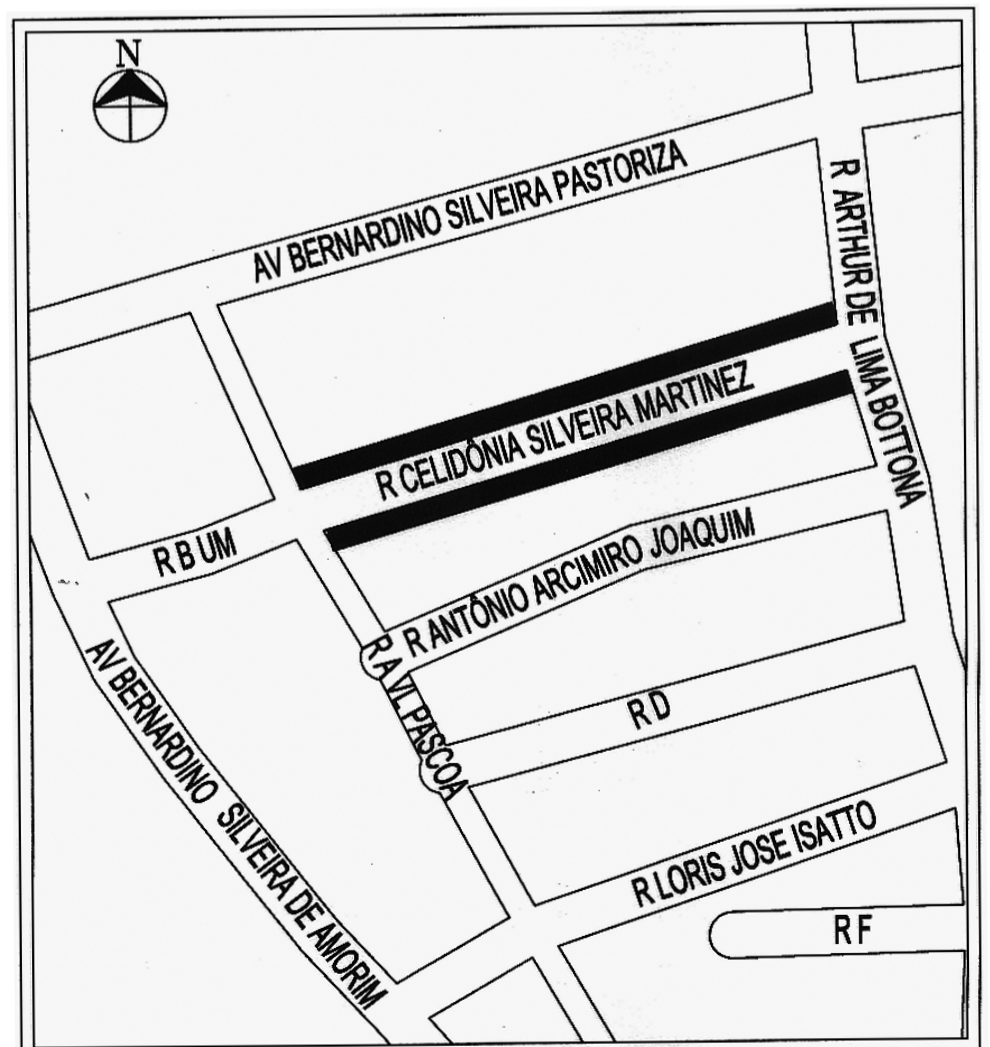 N
AV BERNARDINO SILVEIRA PASTORIZA
R ARTHUR DE LIMA BOTTONA
R CELIDÔNIA SILVEIRA MARTINEZ
R B UM
R ANTÔNIO ARCIMIRO JOAQUIM
R A VL PASCOA
AV BERNARDINO SILVEIRA DE AMORIM
R D
R LORIS JOSE ISATTO
R F